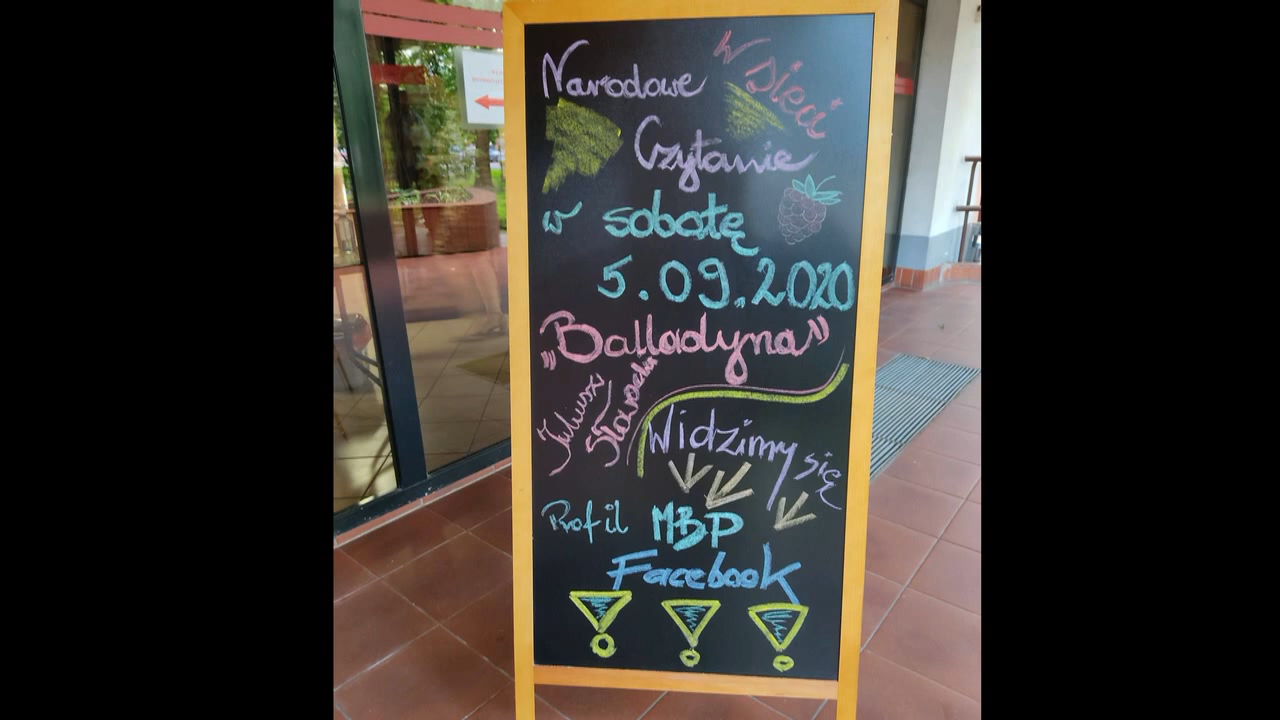 Narodowe
w sieci
Czytanie
w sobotę
5.09.2020
„Balladyna”
Juliusz
Słowacki
Widzimy się
Profil MBP
Facebook